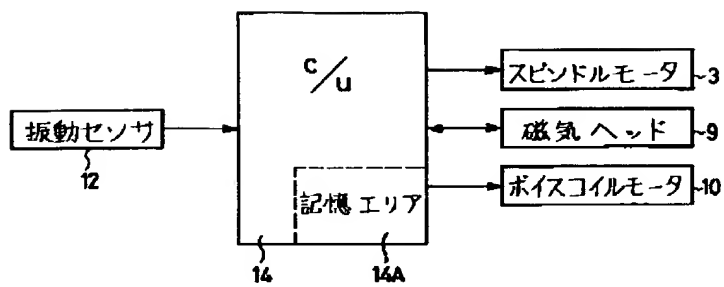 C/U
スピンドルモータ
3
振動センサ
12
磁気ヘッド
9
記憶エリア
ボイスコイルモータ
10
14
14A